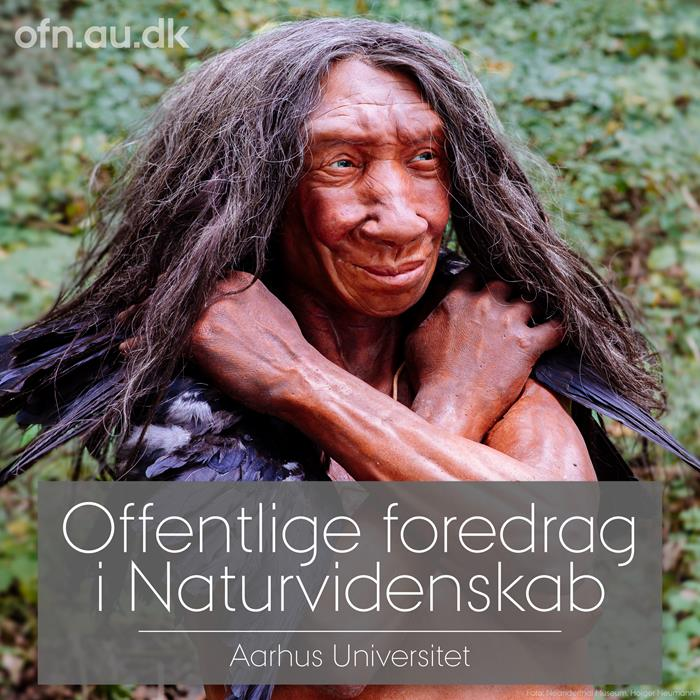 ofn.au.dk
Offentlige foredrag
i Naturvidenskab
Aarhus Universitet
Foto: Neanderthal Museum, Holger Neumann